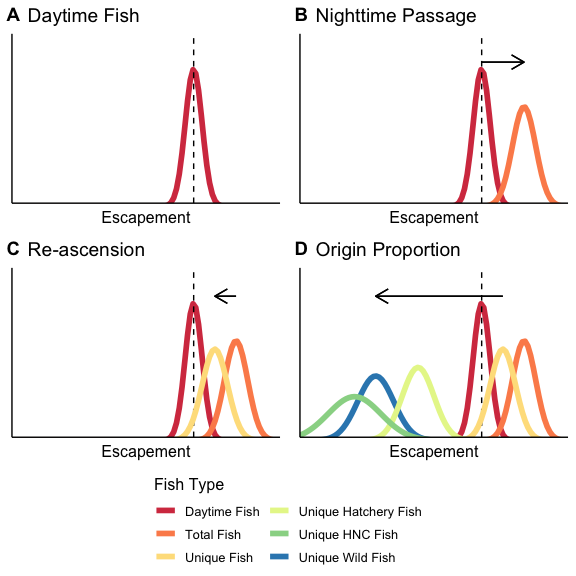 A Daytime Fish
B Nighttime Passage
Escapement
Escapement
C Re-ascension
D Origin Proportion
Escapement
Escapement
Fish Type
Daytime Fish
Unique Hatchery Fish
Total Fish
Unique HNC Fish
Unique Fish
Unique Wild Fish